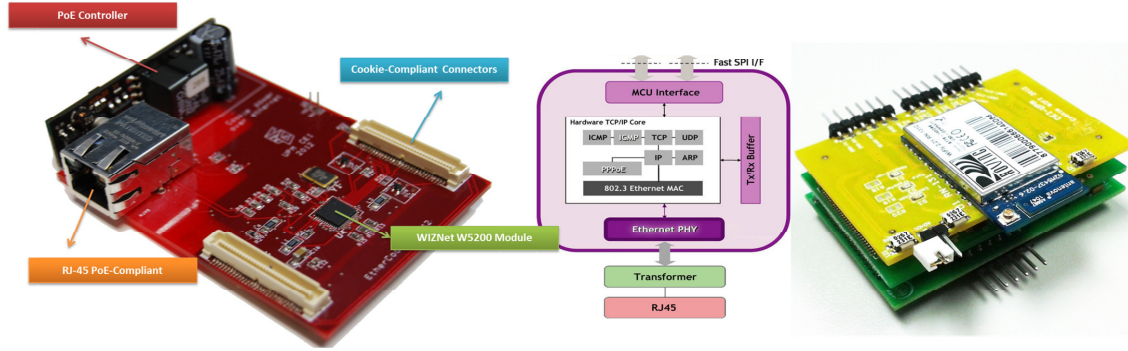 PoE Controller
Cookie-Compliant Connectors
WIZNet W5200 Module
RJ-45 PoE-Compliant
Fast SPI I/F
MCU Interface
Hardware TCP/IP Core
ICMP IGMP TCP UDP
IP ARP
PPPoE
802.3 Ethernet MAC
Tx/Rx Buffer
Ethernet PHY
Transformer
RJ45